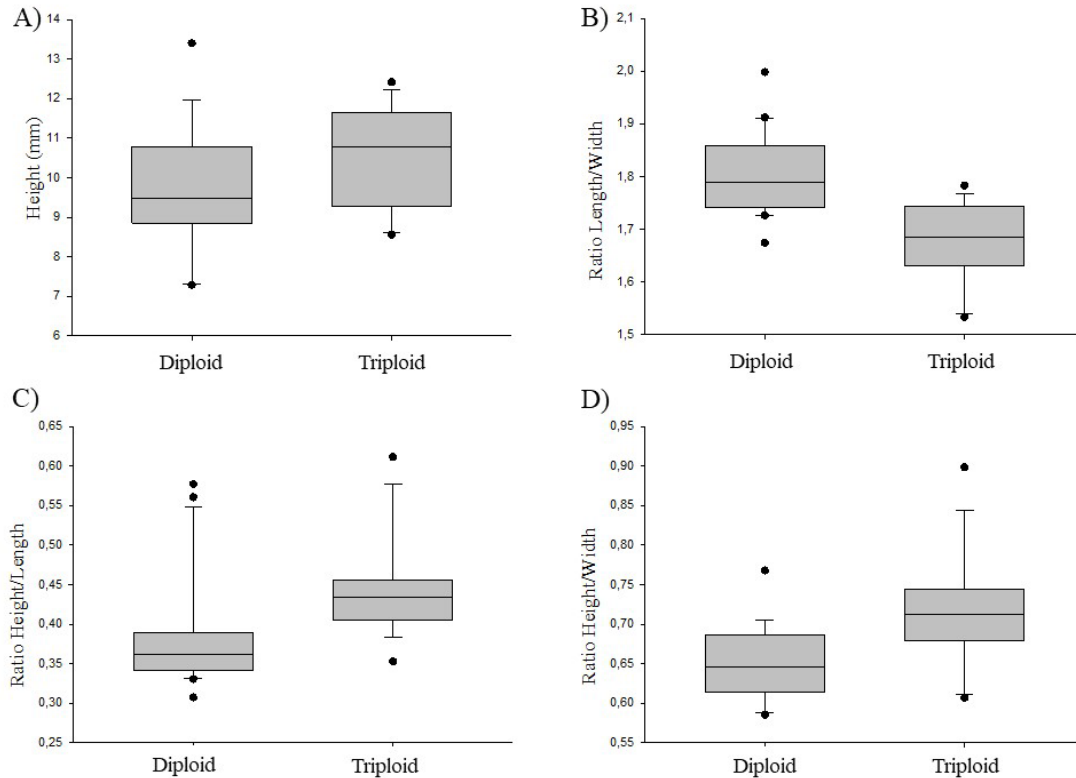 A)
14
13
12
11
10
9
8
7
6
Height (mm)
Diploid Triploid
B)
2,1
2,0
1,9
1,8
1,7
1,6
1,5
Ratio Length/Width
Diploid Triploid
C)
0,65
0,60
0,55
0,50
0,45
0,40
0,35
0,30
0,25
Ratio Height/Length
Diploid Triploid
D)
0,95
0,90
0,85
0,80
0,75
0,70
0,65
0,60
0,55
Ratio Height/Width
Diploid Triploid